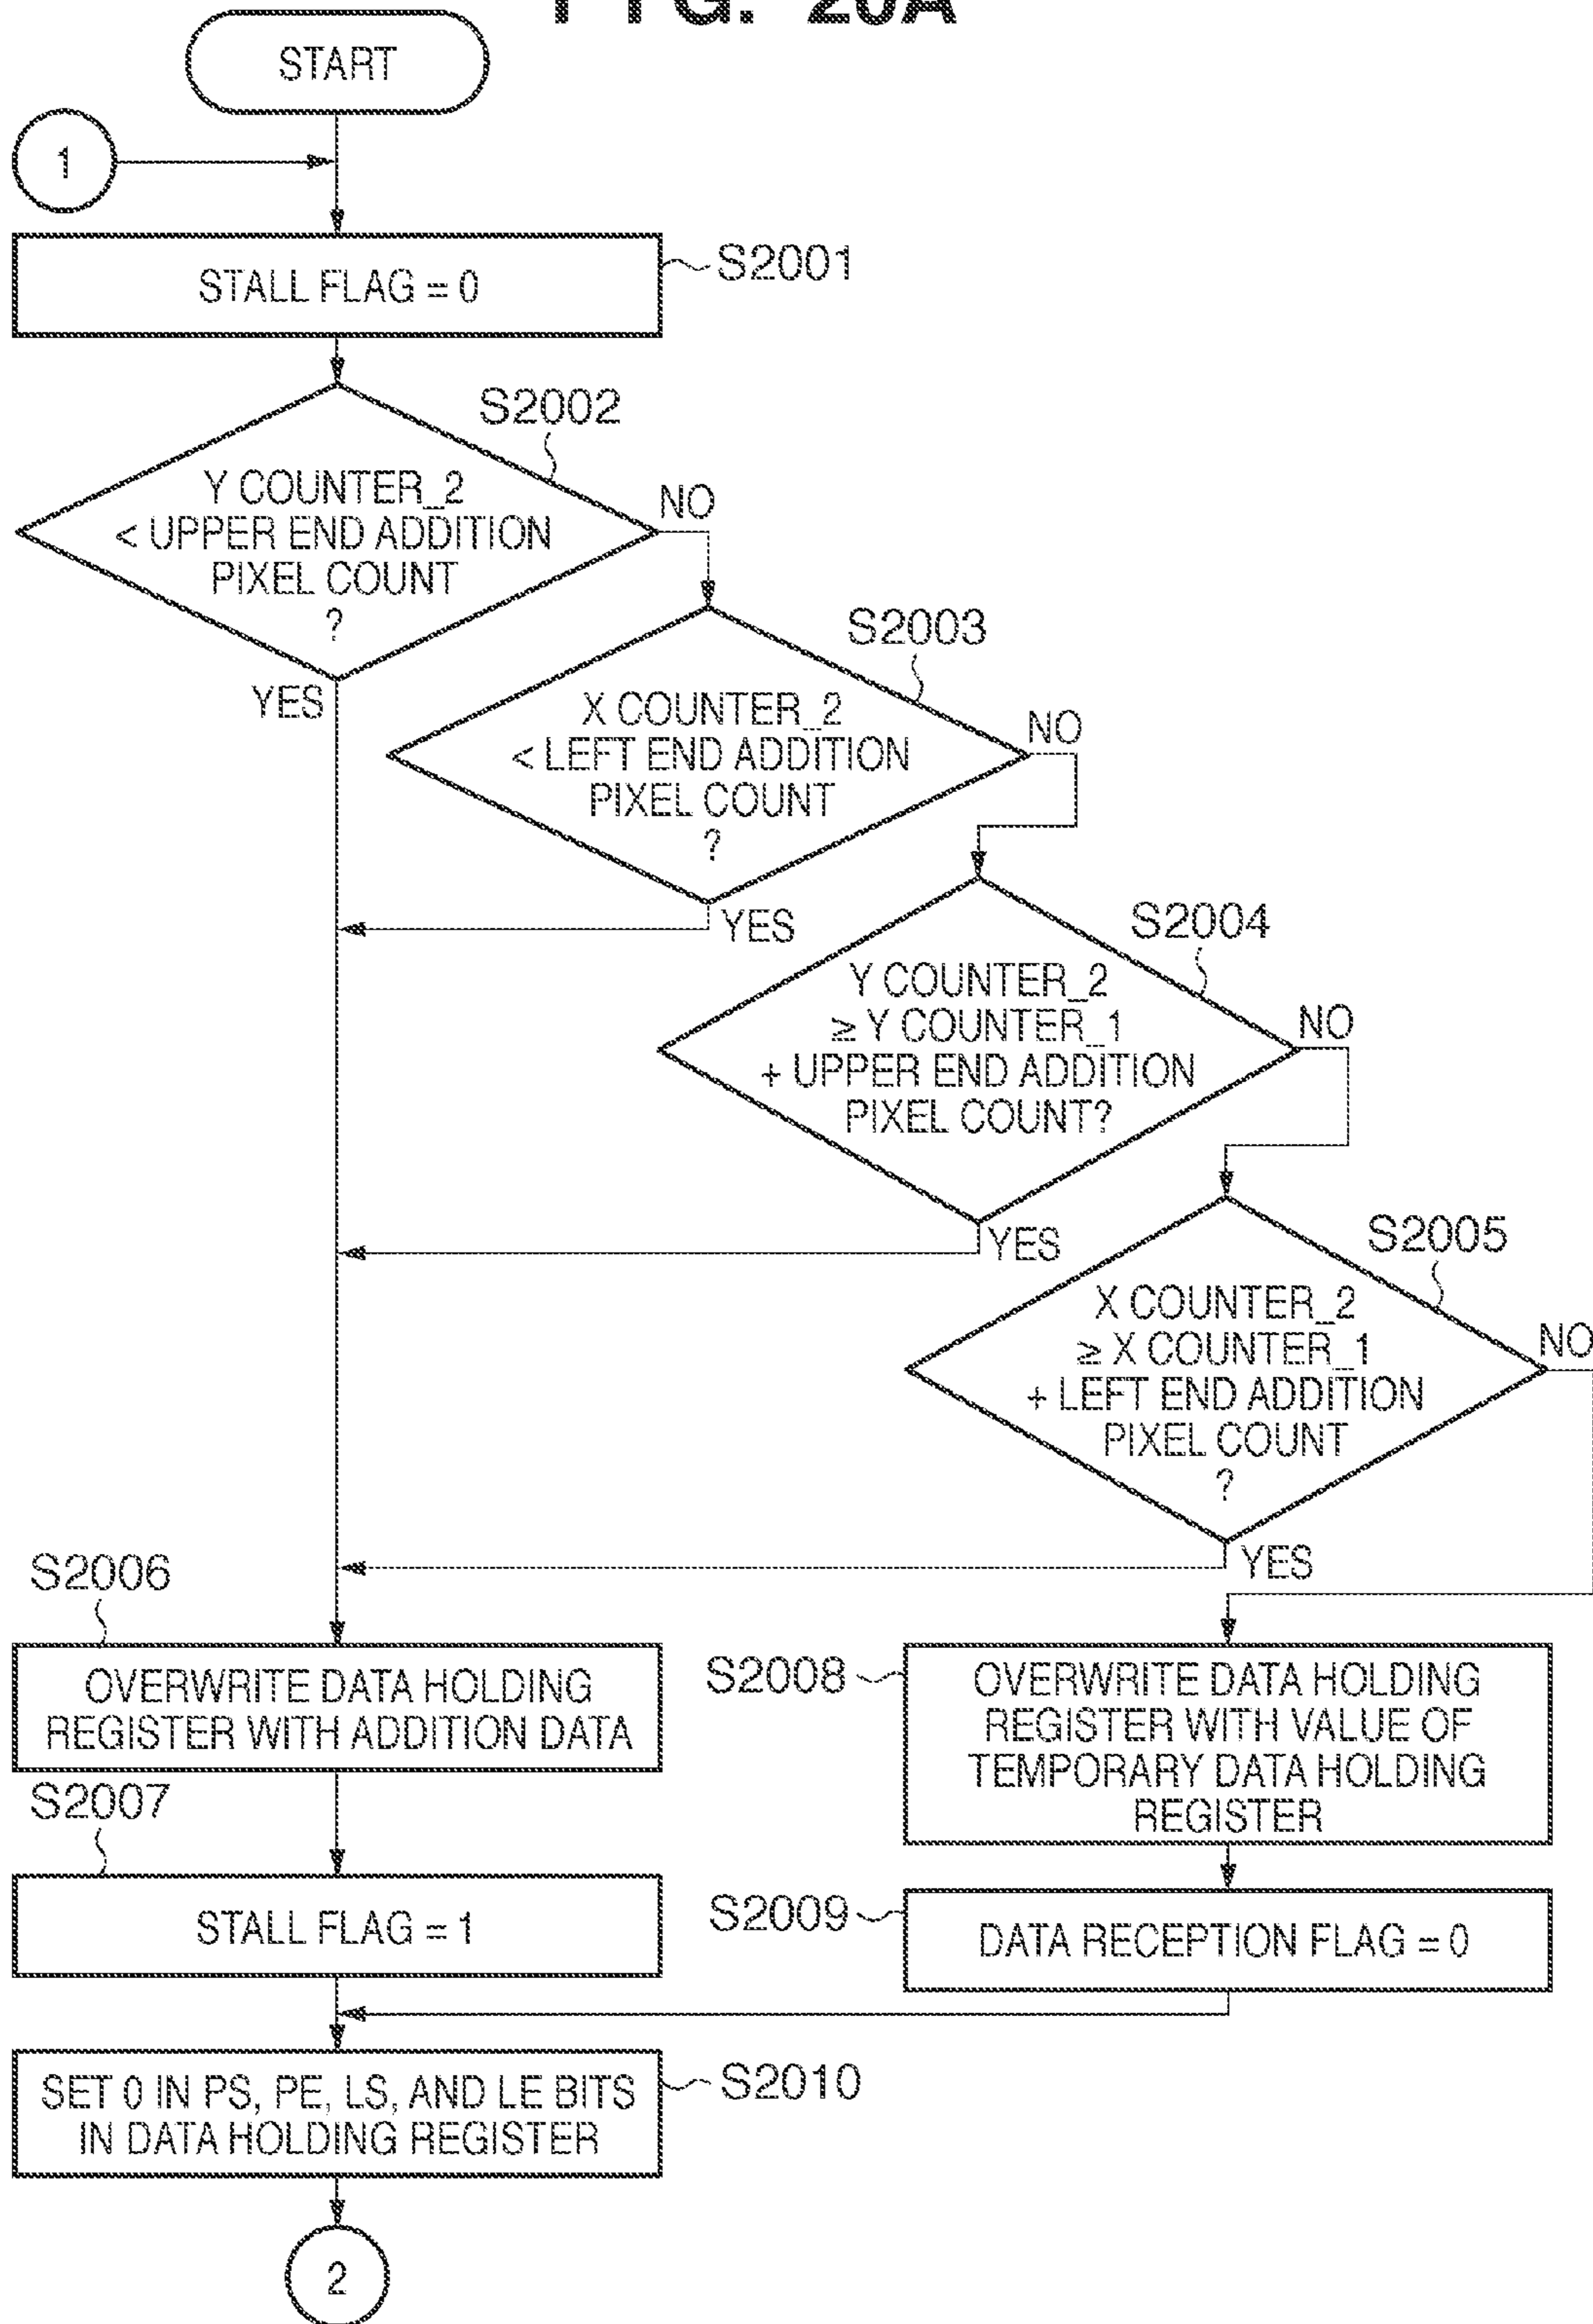 FIG. 20A
START
1
STALL FLAG = 0
S2001
S2002
Y COUNTER_2
< UPPER END ADDITION
PIXEL COUNT
?
NO
YES
S2003
X COUNTER_2
< LEFT END ADDITION
PIXEL COUNT
?
NO
YES
S2004
Y COUNTER_2
≥ Y COUNTER_1
+ UPPER END ADDITION
PIXEL COUNT?
NO
YES
S2005
X COUNTER_2
≥ X COUNTER_1
+ LEFT END ADDITION
PIXEL COUNT
?
NO
YES
S2006
OVERWRITE DATA HOLDING
REGISTER WITH ADDITION DATA
S2007
STALL FLAG = 1
S2008
OVERWRITE DATA HOLDING
REGISTER WITH VALUE OF
TEMPORARY DATA HOLDING
REGISTER
S2009
DATA RECEPTION FLAG = 0
SET 0 IN PS, PE, LS, AND LE BITS
IN DATA HOLDING REGISTER
S2010
2